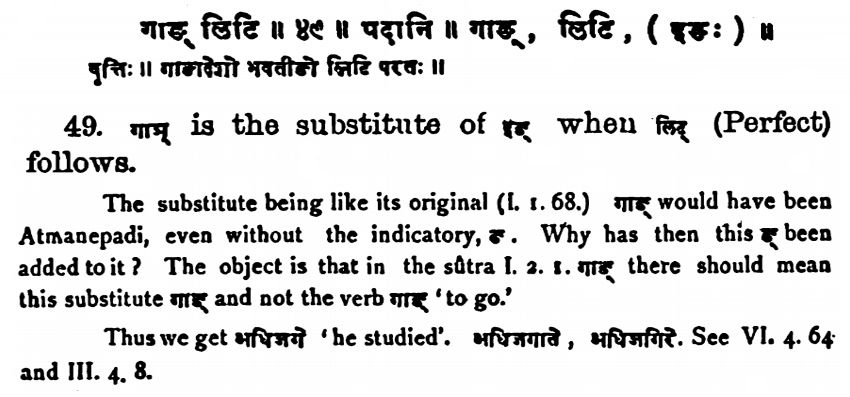 गाङ् लिटि ॥ ४९ ॥ पदानि ॥ गाङ् , लिटि , ( इङः ) ॥
वृत्तिः ॥ गाङादेशो भवतीङो लिटि परतः ॥
49. गाङ् is the substitute of इङ् when लिट् (Perfect)
follows.
The substitute being like its original (I. 1. 68.) गाङ् would have been
Atmanepadi, even without the indicatory, ङ . Why has then this ङ् been
added to it ? The object is that in the sûtra I. 2. 1. गाङ् there should mean
this substitute गाङ् and not the verb गाङ् ‘to go.’
Thus we get अधिजगे ‘he studied’. अधिजगाते , अधिजगिरे. See VI. 4. 64
and III. 4. 8.